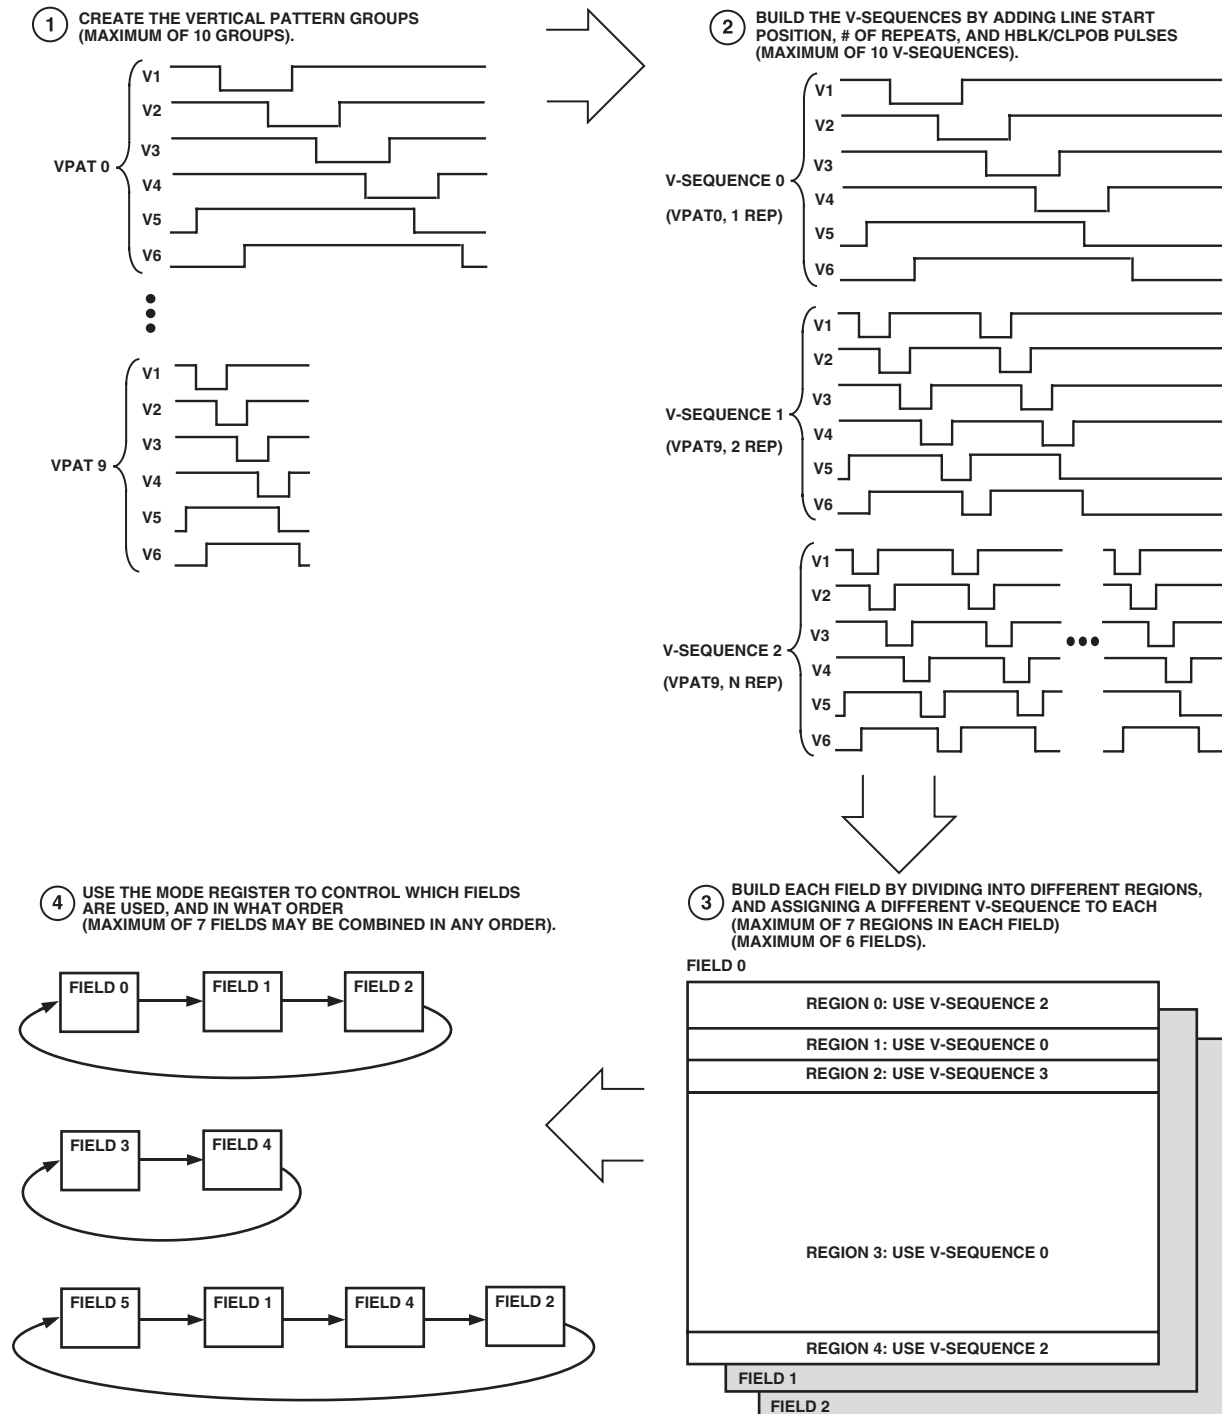 1 CREATE THE VERTICAL PATTERN GROUPS
(MAXIMUM OF 10 GROUPS).
V1
V2
V3
VPAT 0
V4
V5
V6
V1
V2
V3
VPAT 9
V4
V5
V6
2 BUILD THE V-SEQUENCES BY ADDING LINE START
POSITION, # OF REPEATS, AND HBLK/CLPOB PULSES
(MAXIMUM OF 10 V-SEQUENCES).
V1
V2
V3
V-SEQUENCE 0
V4
(VPAT0, 1 REP)
V5
V6
V1
V2
V3
V-SEQUENCE 1
V4
(VPAT9, 2 REP)
V5
V6
V1
V2
V3
V-SEQUENCE 2
V4
(VPAT9, N REP)
V5
V6
3 BUILD EACH FIELD BY DIVIDING INTO DIFFERENT REGIONS,
AND ASSIGNING A DIFFERENT V-SEQUENCE TO EACH
(MAXIMUM OF 7 REGIONS IN EACH FIELD)
(MAXIMUM OF 6 FIELDS).
FIELD 0
REGION 0: USE V-SEQUENCE 2
REGION 1: USE V-SEQUENCE 0
REGION 2: USE V-SEQUENCE 3
REGION 3: USE V-SEQUENCE 0
REGION 4: USE V-SEQUENCE 2
FIELD 1
FIELD 2
4 USE THE MODE REGISTER TO CONTROL WHICH FIELDS
ARE USED, AND IN WHAT ORDER
(MAXIMUM OF 7 FIELDS MAY BE COMBINED IN ANY ORDER).
FIELD 0 FIELD 1 FIELD 2
FIELD 3 FIELD 4
FIELD 5 FIELD 1 FIELD 4 FIELD 2